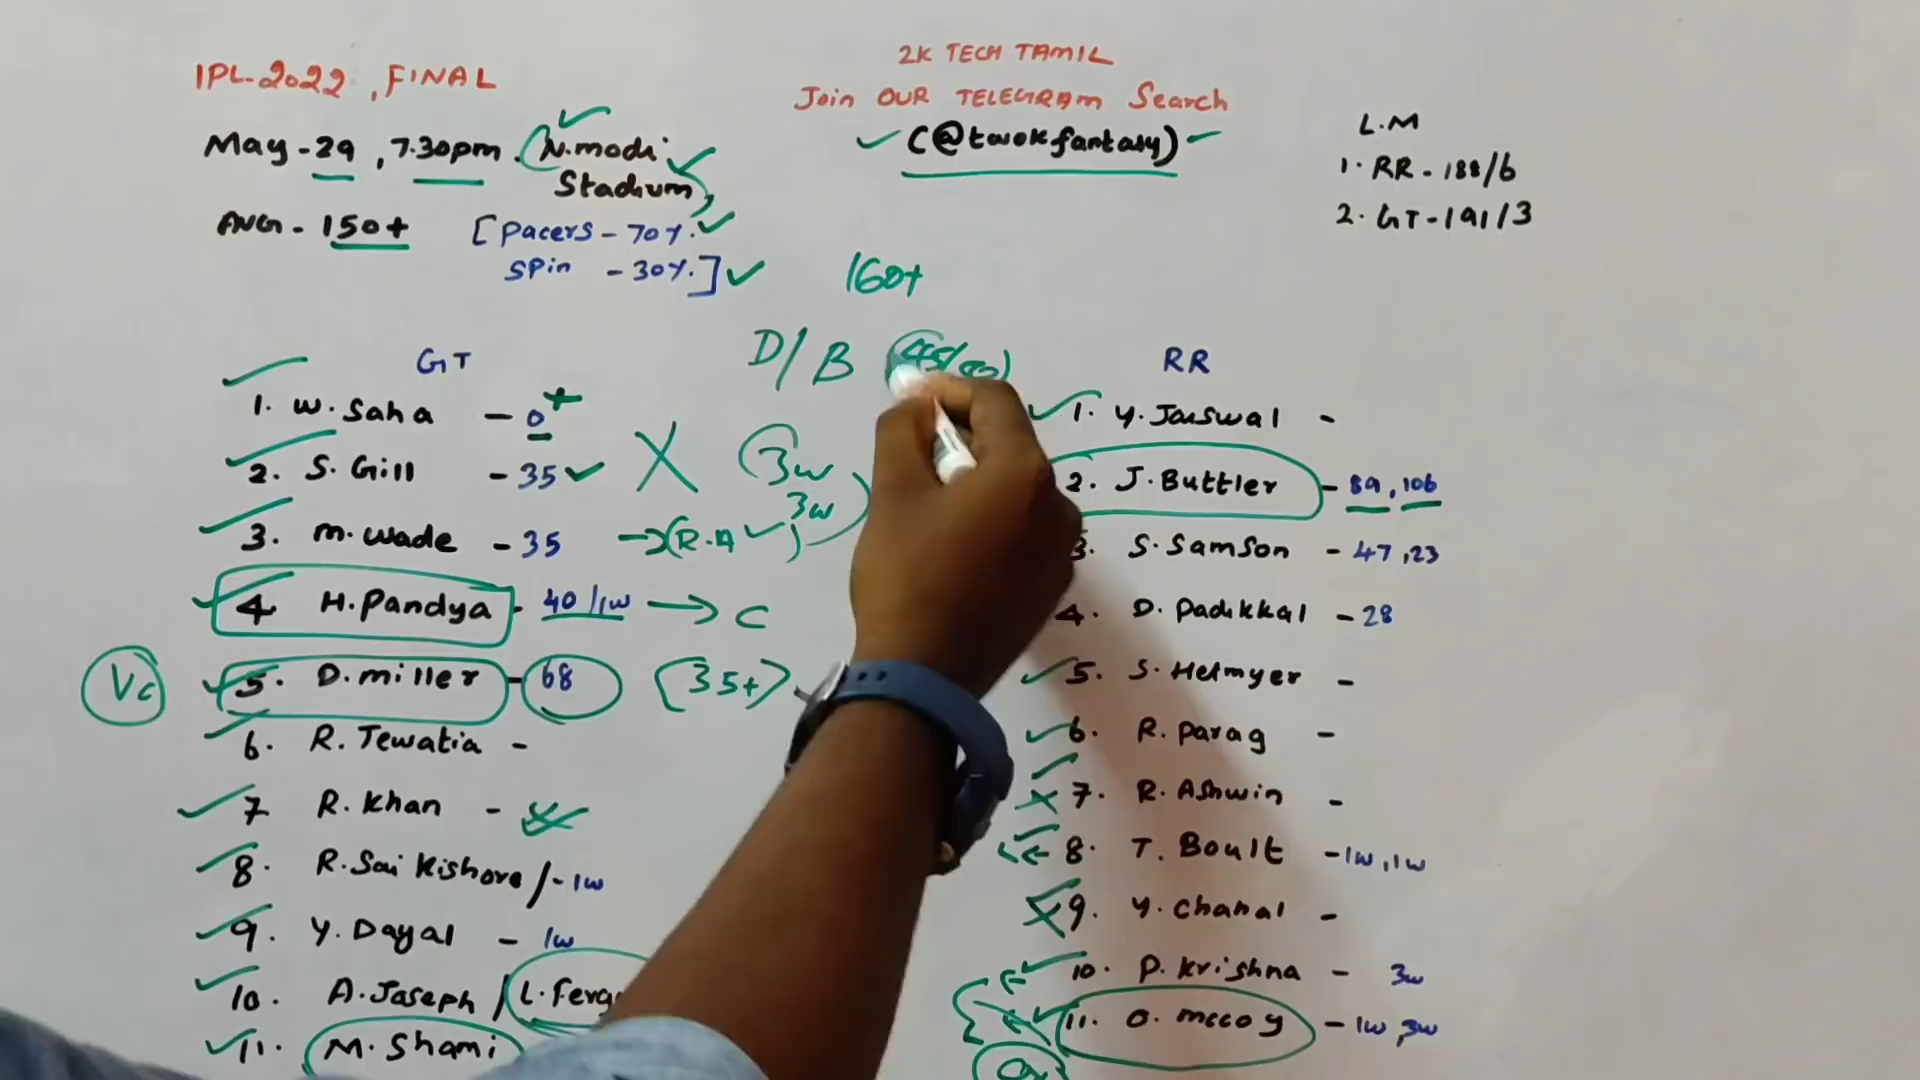 IPL-2022, FINAL
May-29, 7.30pm. (N.modi
Stadium)
AVG - 150+ [pacers - 70%.
spin - 30%.]
2K TECH TAMIL
Join OUR TELEGRAM Search
(@twokfantasy)
L.M
1. RR - 188/6
2. GT - 191/3
160+
D/B (45/50)
GT
1. W. Saha - 0+
2. S. Gill - 35 X (3w
3w
3. M. Wade - 35 →(R.A )
4 H. Pandya - 40/1w → C
Vc 5. D. miller - 68 (35+)
6. R. Tewatia -
7 R. Khan -
8. R. Sai Kishore / - 1w
9. Y. Dayal - 1w
10. A. Joseph / L. Ferg
11. M. Shami
RR
1. Y. Jaiswal -
2. J. Buttler - 89, 106
3. S. Samson - 47, 23
4. D. Padikkal - 28
5. S. Hetmyer -
6. R. Parag -
7. R. Ashwin -
8. T. Boult - 1w, 1w
9. Y. Chahal -
10. P. Krishna - 3w
11. O. mccoy - 1w, 3w